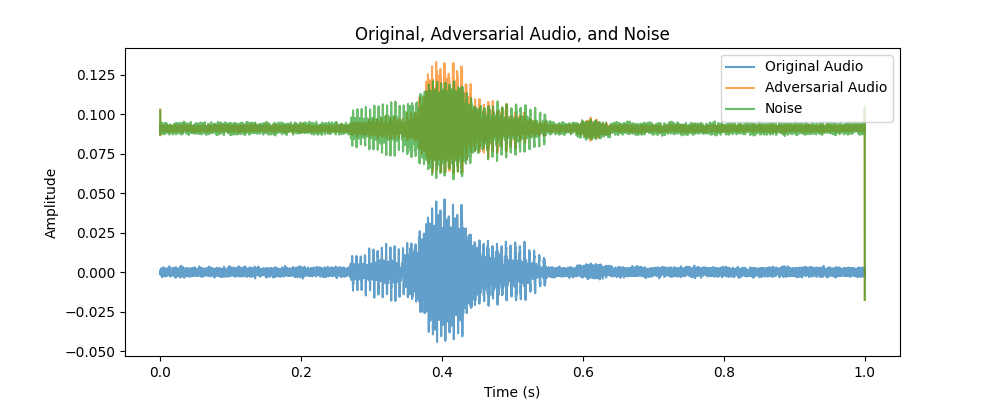 Original, Adversarial Audio, and Noise
Original Audio
Adversarial Audio
Noise
Amplitude
0.125
0.100
0.075
0.050
0.025
0.000
−0.025
−0.050
0.0 0.2 0.4 0.6 0.8 1.0
Time (s)